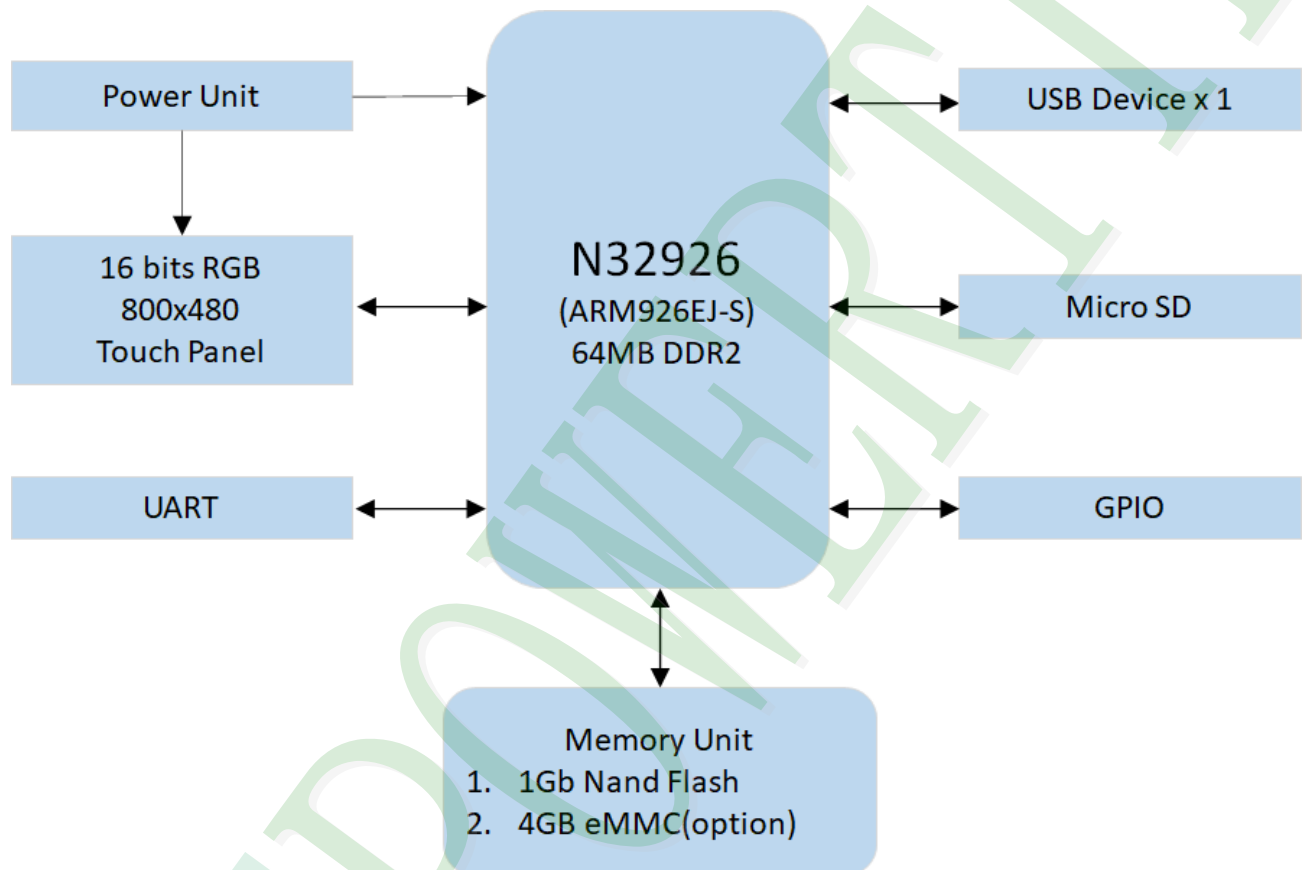 Power Unit
16 bits RGB
800x480
Touch Panel
UART
N32926
(ARM926EJ-S)
64MB DDR2
USB Device x 1
Micro SD
GPIO
Memory Unit
1. 1Gb Nand Flash
2. 4GB eMMC(option)
POWERTI